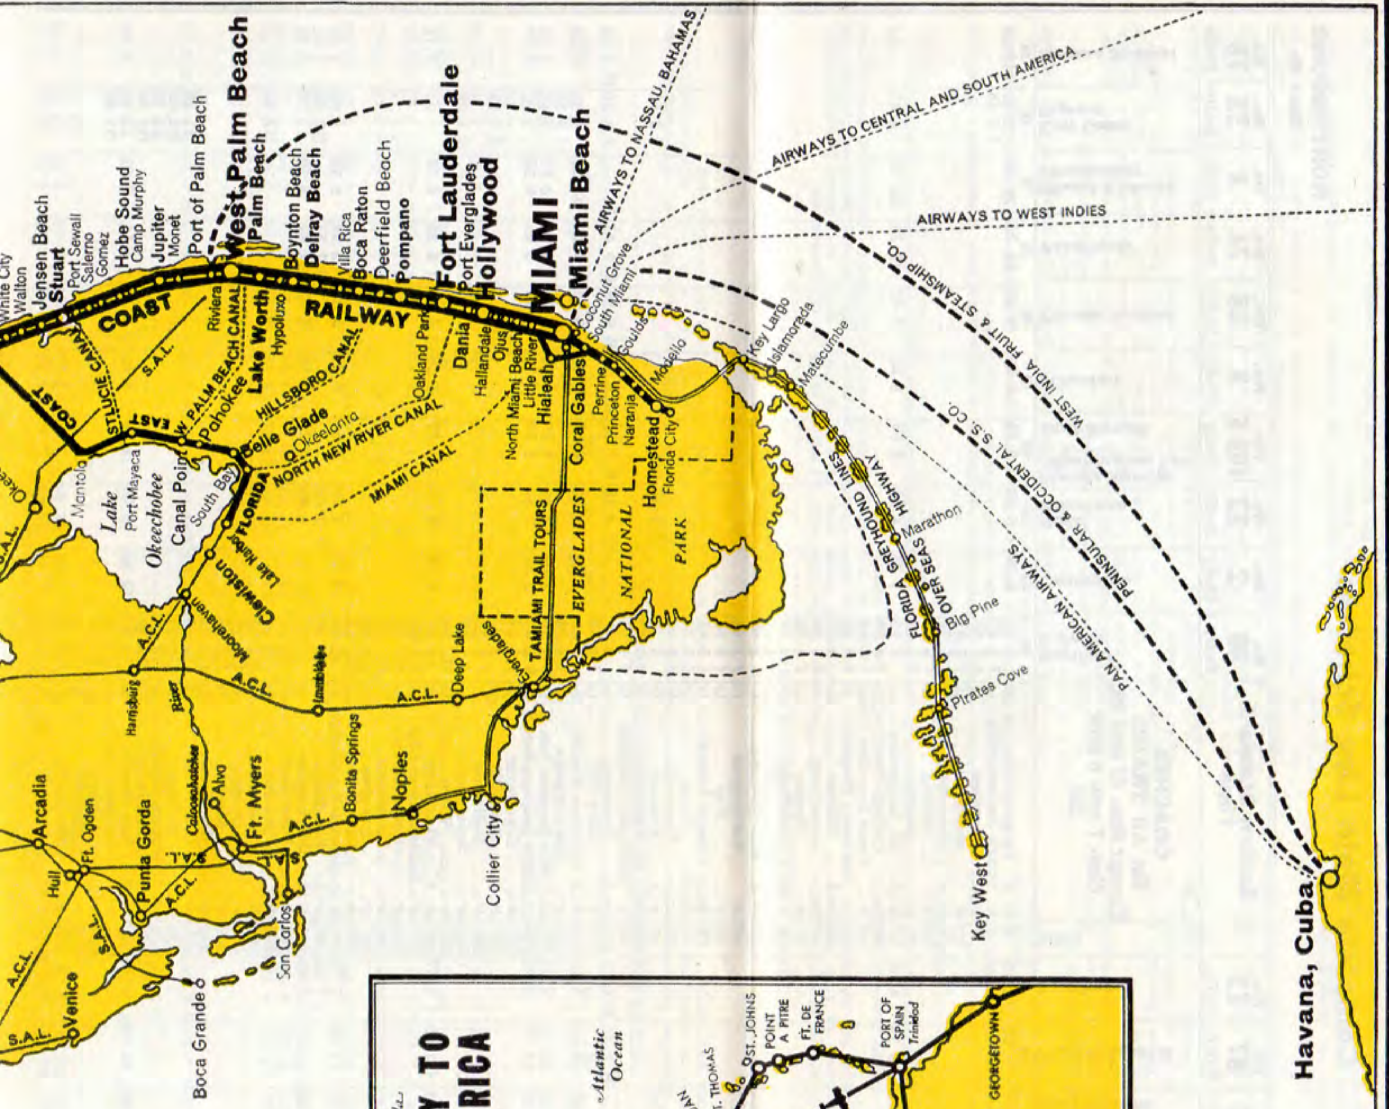 White City
Walton
Jensen Beach
Stuart
Port Sewall
Salerno
Gomez
Hobe Sound
Camp Murphy
Jupiter
Monet
Port of Palm Beach
West Palm Beach
Palm Beach
Boynton Beach
Delray Beach
Villa Rica
Boca Raton
Deerfield Beach
Pompano
Fort Lauderdale
Port Everglades
Hollywood
MIAMI
Miami Beach
AIRWAYS TO NASSAU, BAHAMAS
AIRWAYS TO CENTRAL AND SOUTH AMERICA
AIRWAYS TO WEST INDIES
COAST
RAILWAY
S.A.L.
ST. LUCIE CANAL
COAST
EAST
Riviera
W. PALM BEACH CANAL
Lake Worth
Hypoluxo
Pahokee
HILLSBORO CANAL
Belle Glade
Okeelanta
NORTH NEW RIVER CANAL
MIAMI CANAL
Oakland Park
Dania
Hallandale
Ojus
North Miami Beach
Little River
Hialeah
Coral Gables
Coconut Grove
South Miami
Goulds
Modello
Perrine
Princeton
Naranja
Homestead
Florida City
Key Largo
Islamorada
Matecumbe
WEST INDIA FRUIT & STEAMSHIP CO.
PENINSULAR & OCCIDENTAL S.S. CO.
PAN AMERICAN AIRWAYS
FLORIDA GREYHOUND LINES
OVER SEAS HIGHWAY
Marathon
Big Pine
Pirates Cove
Key West
Havana, Cuba
S.A.L.
Port Mayaca
Lake
Okeechobee
Canal Point
South Bay
FLORIDA
Lake Harbor
Clewiston
Moorehaven
A.C.L.
Harrisburg
River
Caloosahatchee
A.C.L.
A.C.L.
Deep Lake
Everglades
TAMIAMI TRAIL TOURS
EVERGLADES
NATIONAL
PARK
Arcadia
Ft. Ogden
Hull
Punta Gorda
A.C.L.
S.A.L.
S.A.L.
Alva
Ft. Myers
A.C.L.
Bonita Springs
Naples
Collier City
San Carlos
A.C.L.
S.A.L.
S.A.L.
Venice
Boca Grande
Y TO
RICA
Atlantic
Ocean
T. THOMAS
ST. JOHNS
POINT
A PITRE
FT. DE
FRANCE
PORT OF
SPAIN
Trinidad
GEORGETOWN